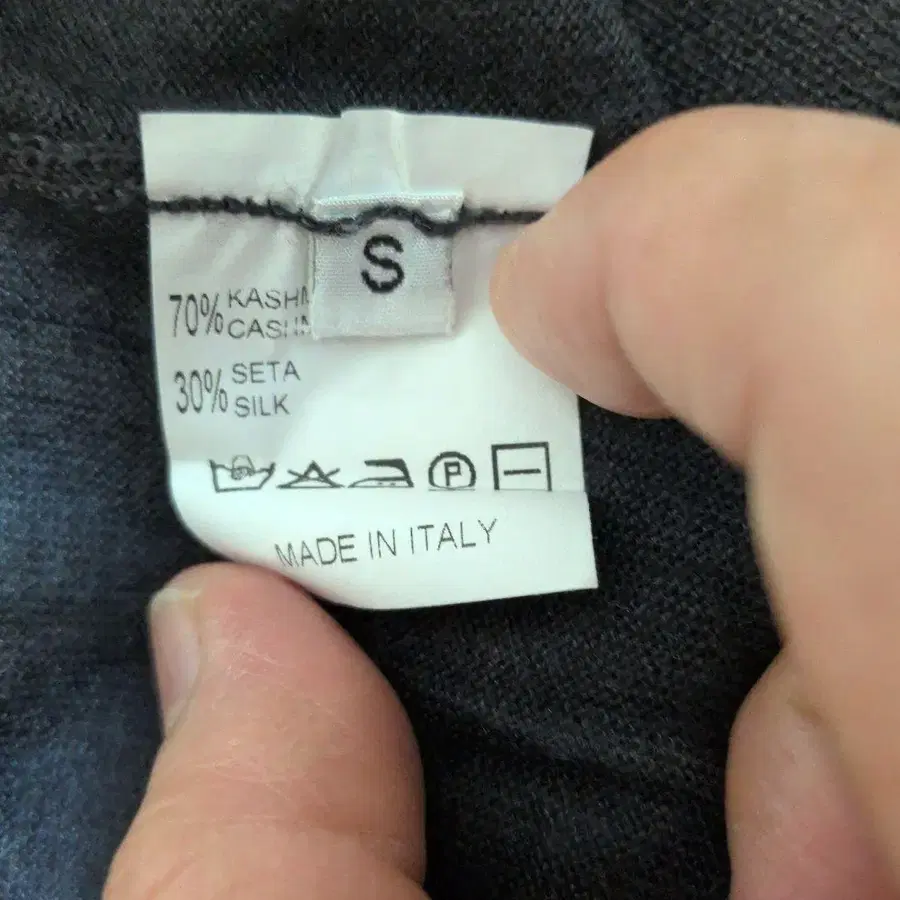 S
70% KASHM
CASHM
30% SETA
SILK
P
MADE IN ITALY